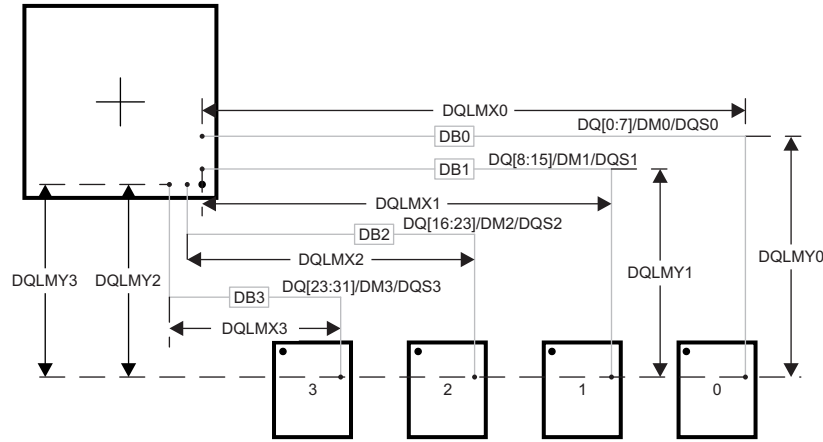 DQLMX0
DQ[0:7]/DM0/DQS0
DB0
DQ[8:15]/DM1/DQS1
DB1
DQLMX1
DQ[16:23]/DM2/DQS2
DB2
DQLMX2
DQLMY0
DQLMY3
DQLMY2
DQLMY1
DQ[23:31]/DM3/DQS3
DB3
DQLMX3
3
2
1
0